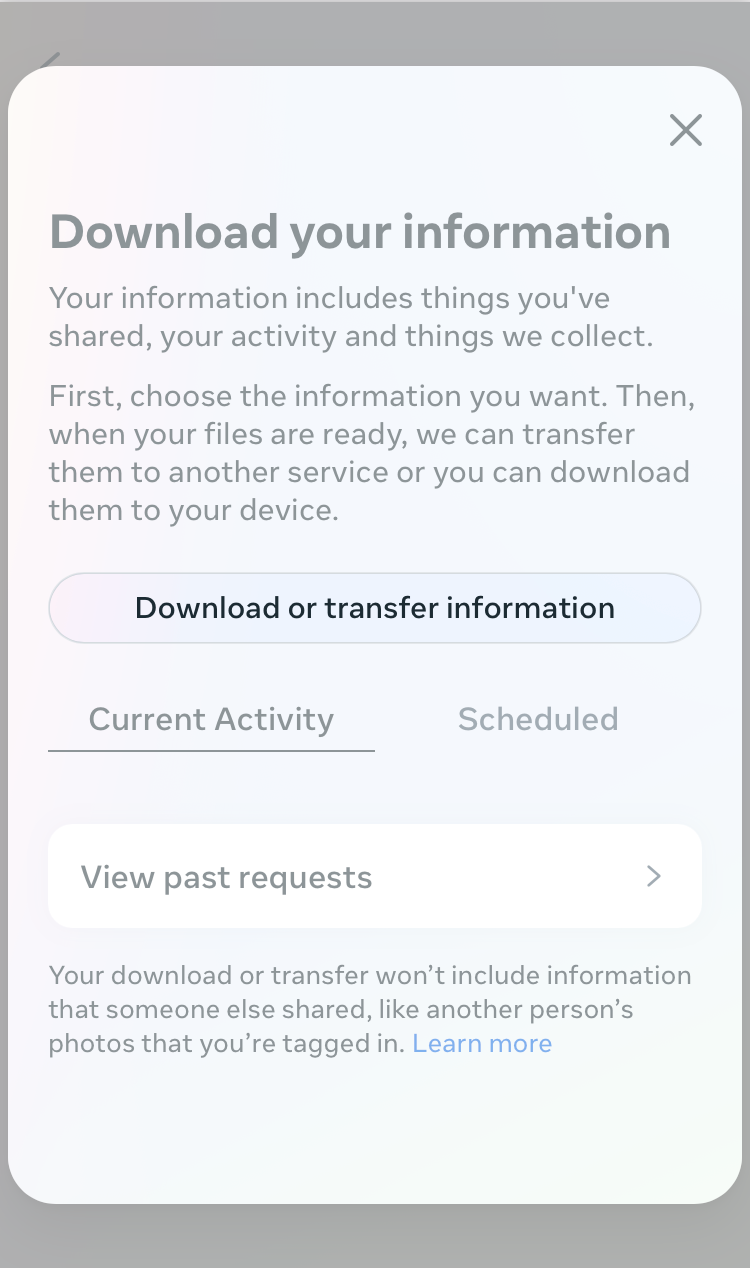 Download your information
Your information includes things you've
shared, your activity and things we collect.
First, choose the information you want. Then,
when your files are ready, we can transfer
them to another service or you can download
them to your device.
Download or transfer information
Current Activity
Scheduled
View past requests
Your download or transfer won’t include information
that someone else shared, like another person’s
photos that you’re tagged in. Learn more